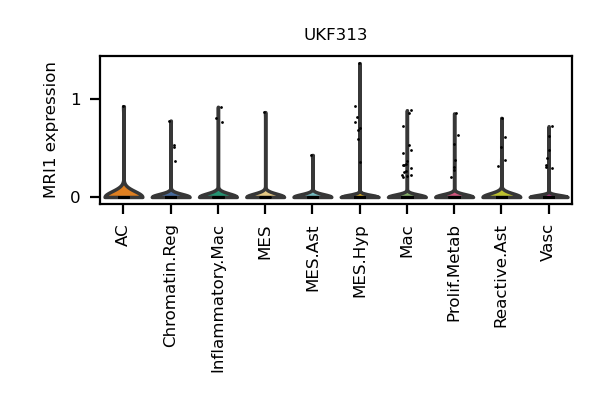 UKF313
MRI1 expression
1
0
AC
Chromatin.Reg
Inflammatory.Mac
MES
MES.Ast
MES.Hyp
Mac
Prolif.Metab
Reactive.Ast
Vasc